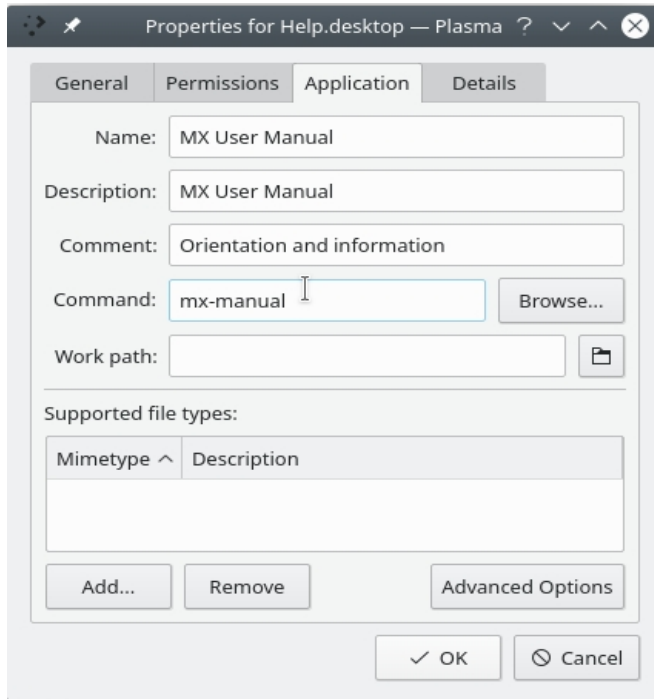 Properties for Help.desktop — Plasma ?
General Permissions Application Details
Name: MX User Manual
Description: MX User Manual
Comment: Orientation and information
Command: mx-manual Browse...
Work path:
Supported file types:
Mimetype Description
Add... Remove Advanced Options
OK Cancel